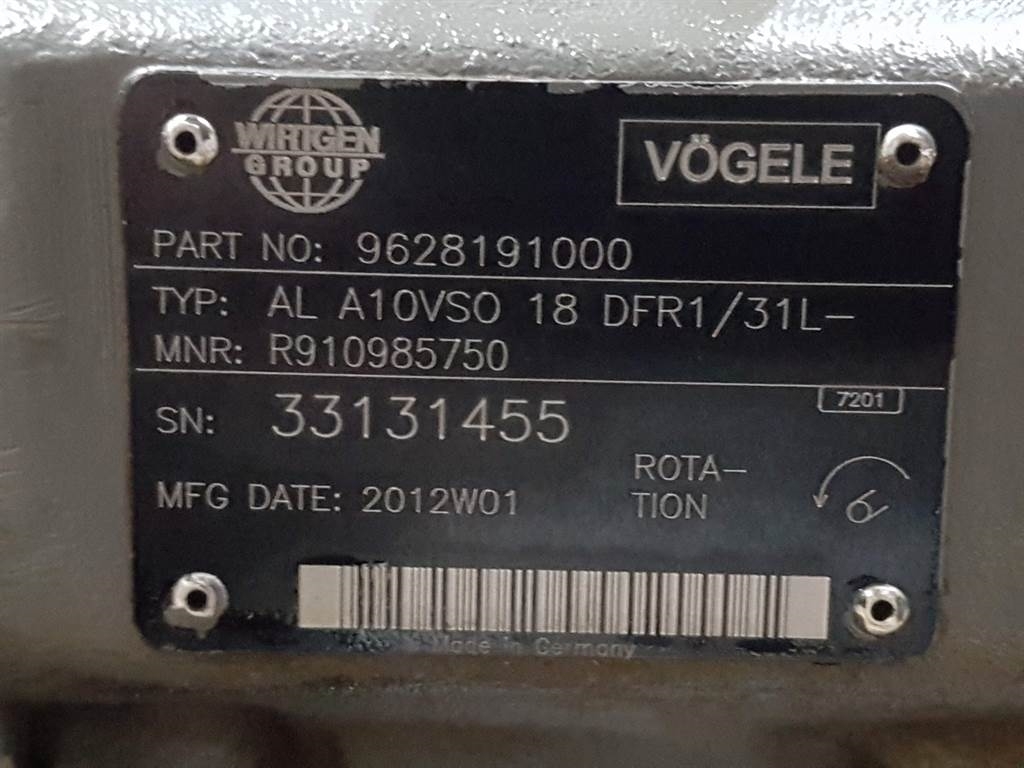 WIRTGEN
GROUP
VÖGELE
PART NO: 9628191000
TYP: AL A10VSO 18 DFR1/31L-
MNR: R910985750
7201
SN: 33131455
ROTA-
TION
MFG DATE: 2012W01
Made in Germany